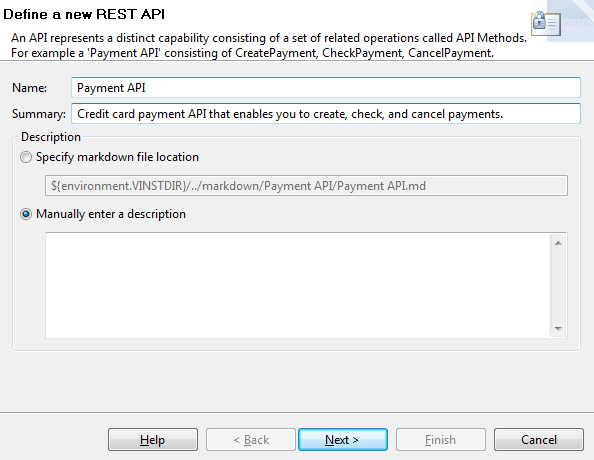 Define a new REST API
An API represents a distinct capability consisting of a set of related operations called API Methods.
For example a 'Payment API' consisting of CreatePayment, CheckPayment, CancelPayment.
Name: Payment API
Summary: Credit card payment API that enables you to create, check, and cancel payments.
Description
Specify markdown file location
${environment.VINSTDIR}/../markdown/Payment API/Payment API.md
Manually enter a description
Help < Back Next > Finish Cancel